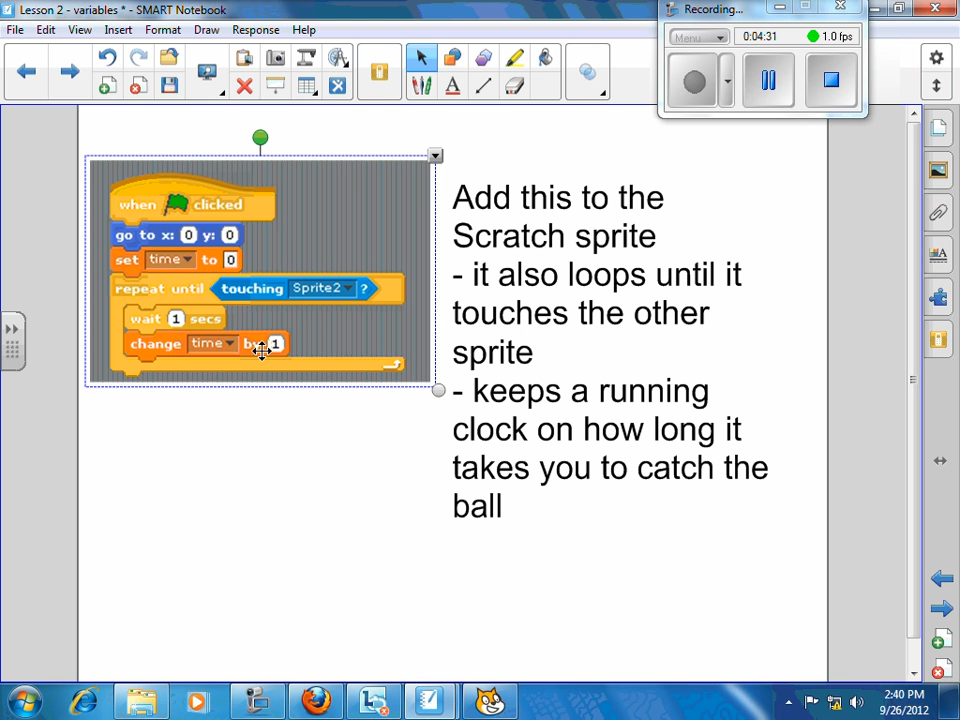 Lesson 2 - variables * - SMART Notebook
Recording...
File Edit View Insert Format Draw Response Help
Menu
0:04:31
1.0 fps
when clicked
go to x: 0 y: 0
set time to 0
repeat until touching Sprite2 ?
wait 1 secs
change time by 1
Add this to the
Scratch sprite
- it also loops until it
touches the other
sprite
- keeps a running
clock on how long it
takes you to catch the
ball
2:40 PM
9/26/2012